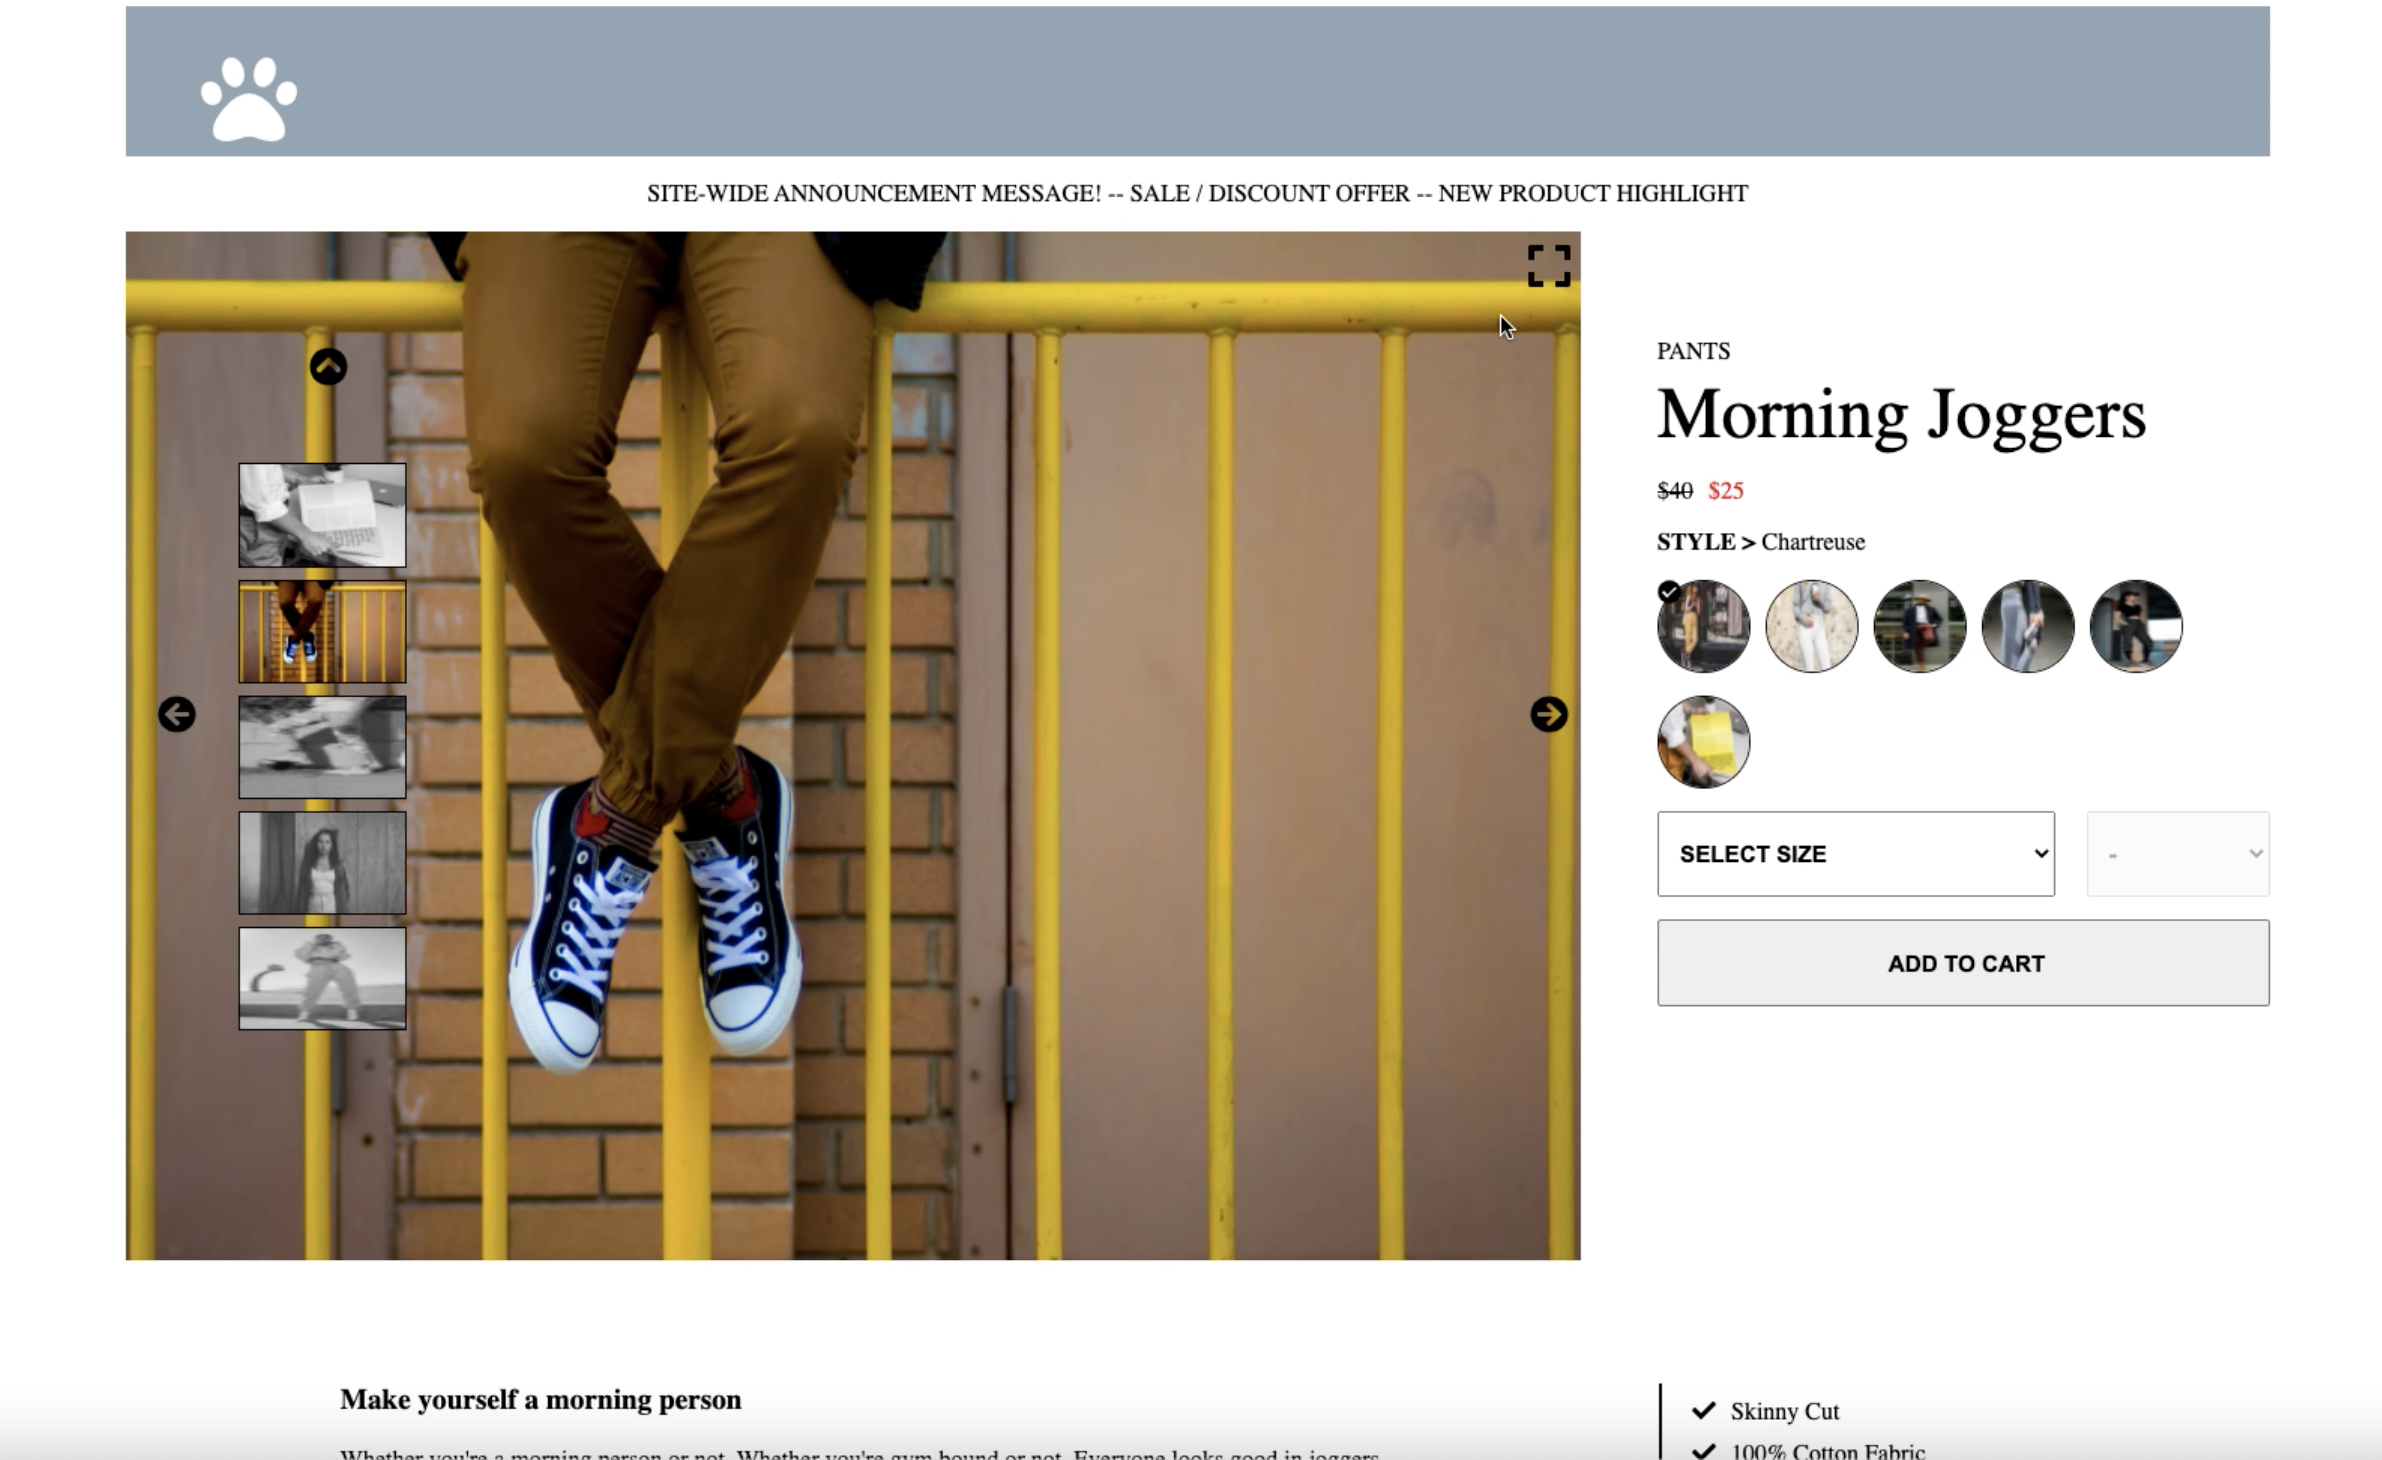 SITE-WIDE ANNOUNCEMENT MESSAGE! -- SALE / DISCOUNT OFFER -- NEW PRODUCT HIGHLIGHT
PANTS
Morning Joggers
$40 $25
STYLE > Chartreuse
SELECT SIZE
-
ADD TO CART
Make yourself a morning person
Whether you're a morning person or not. Whether you're gym bound or not. Everyone looks good in joggers.
Skinny Cut
100% Cotton Fabric